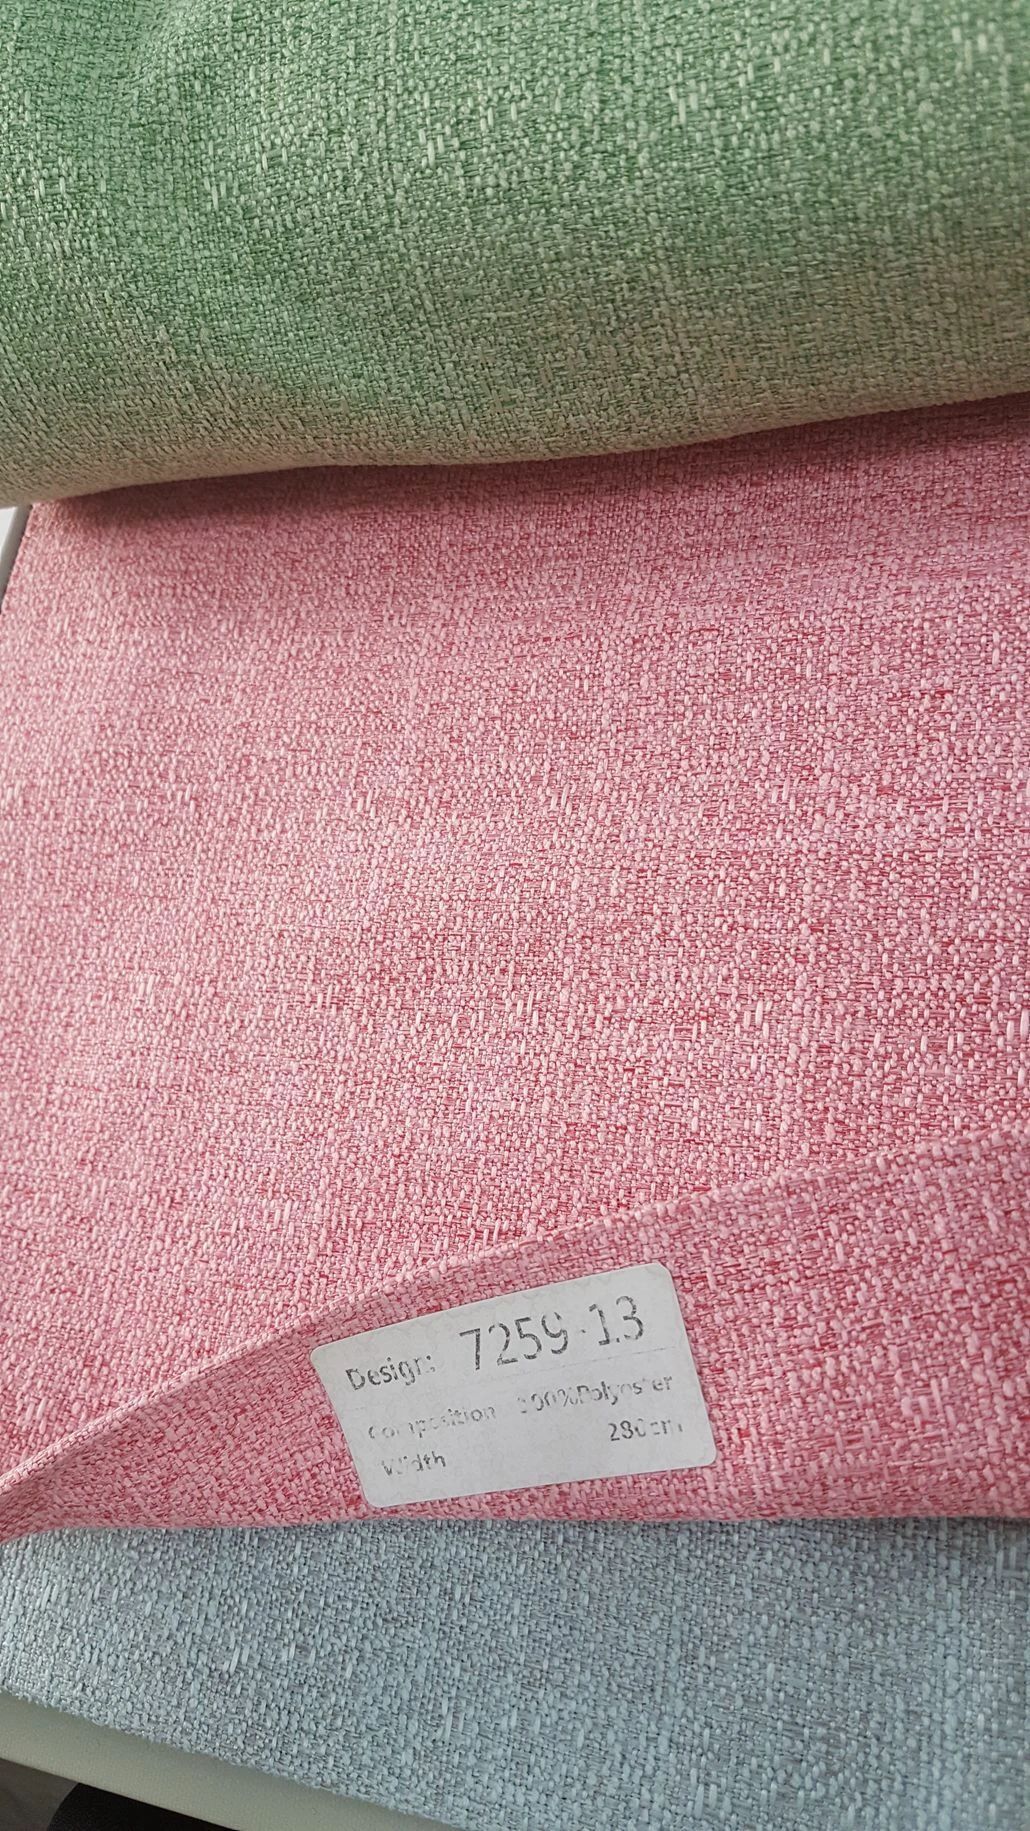 Design: 7259-13
Composition 100%Polyester
Width 280cm